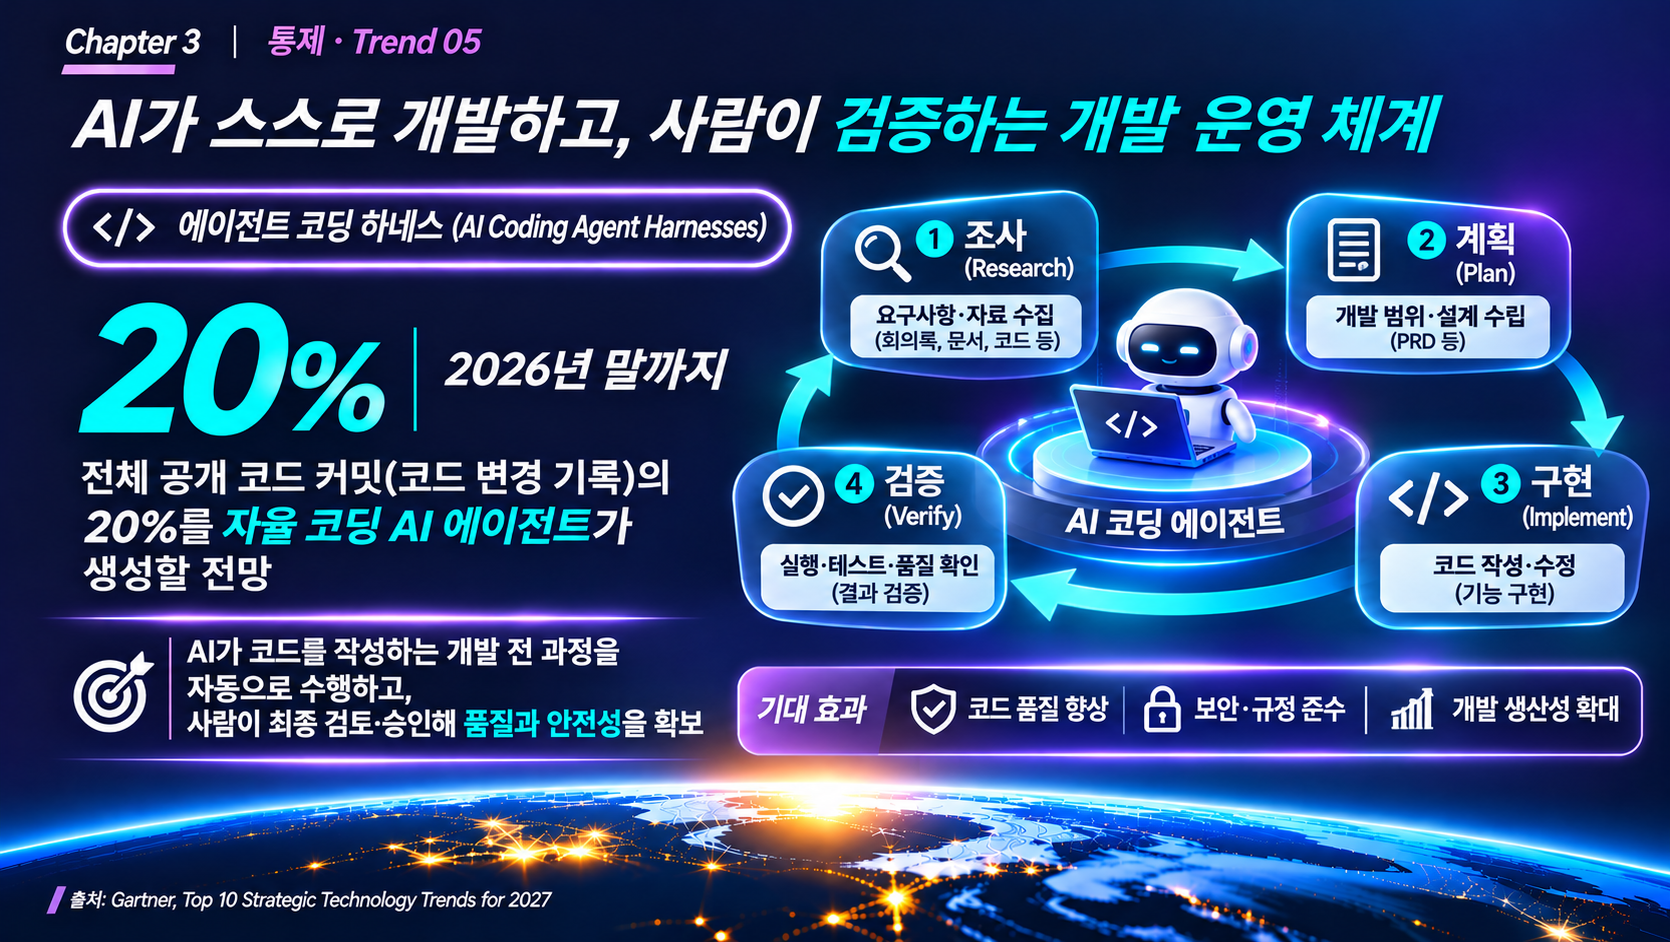 Chapter 3 | 통제 · Trend 05
AI가 스스로 개발하고, 사람이 검증하는 개발 운영 체계
</> 에이전트 코딩 하네스 (AI Coding Agent Harnesses)
20% | 2026년 말까지
전체 공개 코드 커밋(코드 변경 기록)의
20%를 자율 코딩 AI 에이전트가
생성할 전망
AI가 코드를 작성하는 개발 전 과정을
자동으로 수행하고,
사람이 최종 검토·승인해 품질과 안전성을 확보
1 조사
(Research)
요구사항·자료 수집
(회의록, 문서, 코드 등)
2 계획
(Plan)
개발 범위·설계 수립
(PRD 등)
</> 3 구현
(Implement)
코드 작성·수정
(기능 구현)
4 검증
(Verify)
실행·테스트·품질 확인
(결과 검증)
</>
AI 코딩 에이전트
기대 효과
코드 품질 향상
보안·규정 준수
개발 생산성 확대
출처: Gartner, Top 10 Strategic Technology Trends for 2027